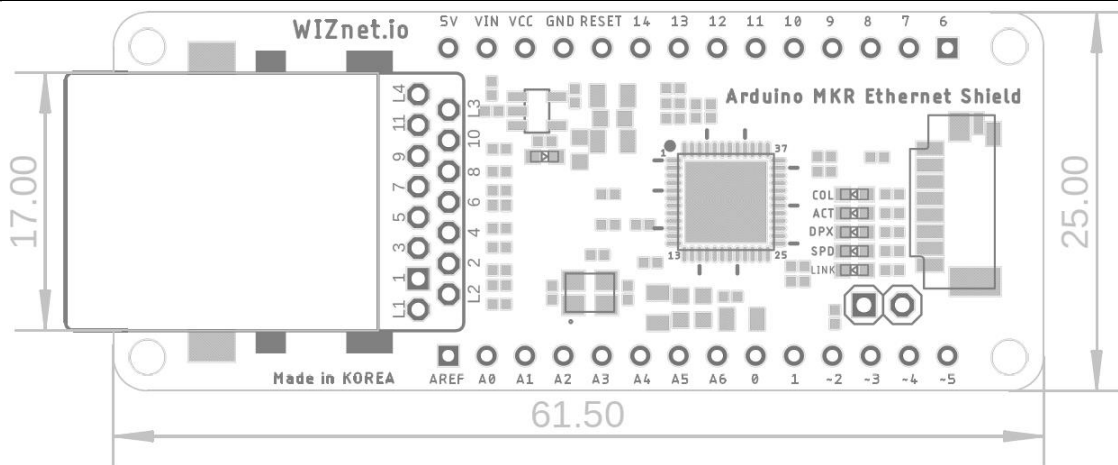 WIZnet.io
5V VIN VCC GND RESET 14 13 12 11 10 9 8 7 6
Arduino MKR Ethernet Shield
L4
11
9
7
5
3
1
L1
L3
10
8
6
4
2
L2
1
37
13
25
COL
ACT
DPX
SPD
LINK
17.00
25.00
Made in KOREA
AREF A0 A1 A2 A3 A4 A5 A6 0 1 ~2 ~3 ~4 ~5
61.50